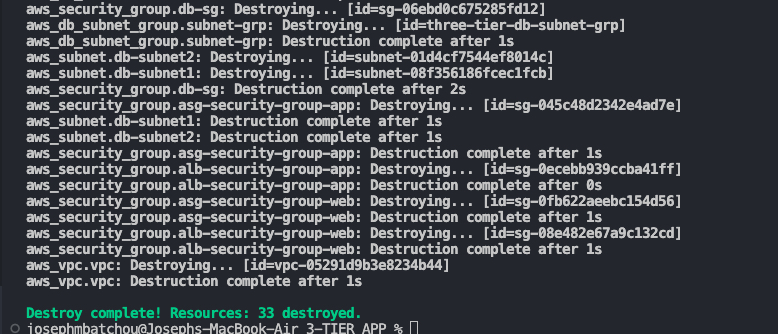 aws_security_group.db-sg: Destroying... [id=sg-06ebd0c675285fd12]
aws_db_subnet_group.subnet-grp: Destroying... [id=three-tier-db-subnet-grp]
aws_db_subnet_group.subnet-grp: Destruction complete after 1s
aws_subnet.db-subnet2: Destroying... [id=subnet-01d4cf7544ef8014c]
aws_subnet.db-subnet1: Destroying... [id=subnet-08f356186fcec1fcb]
aws_security_group.db-sg: Destruction complete after 2s
aws_security_group.asg-security-group-app: Destroying... [id=sg-045c48d2342e4ad7e]
aws_subnet.db-subnet1: Destruction complete after 1s
aws_subnet.db-subnet2: Destruction complete after 1s
aws_security_group.asg-security-group-app: Destruction complete after 1s
aws_security_group.alb-security-group-app: Destroying... [id=sg-0ecebb939ccba41ff]
aws_security_group.alb-security-group-app: Destruction complete after 0s
aws_security_group.asg-security-group-web: Destroying... [id=sg-0fb622aeebc154d56]
aws_security_group.asg-security-group-web: Destruction complete after 1s
aws_security_group.alb-security-group-web: Destroying... [id=sg-08e482e67a9c132cd]
aws_security_group.alb-security-group-web: Destruction complete after 1s
aws_vpc.vpc: Destroying... [id=vpc-05291d9b3e8234b44]
aws_vpc.vpc: Destruction complete after 1s
Destroy complete! Resources: 33 destroyed.
josephmbatchou@Josephs-MacBook-Air 3-TIER APP %